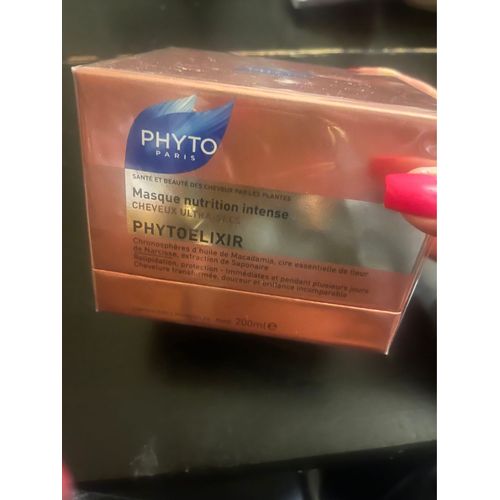 PHYTO
PARIS
SANTÉ ET BEAUTÉ DES CHEVEUX PAR LES PLANTES
Masque nutrition intense
CHEVEUX ULTRA-SECS
PHYTOELIXIR
Chronosphères d'huile de Macadamia, cire essentielle de fleur
de Narcisse, extraction de Saponaire
Relipidation, protection - immédiates et pendant plusieurs jours
Chevelure transformée, douceur et brillance incomparable
200ml e